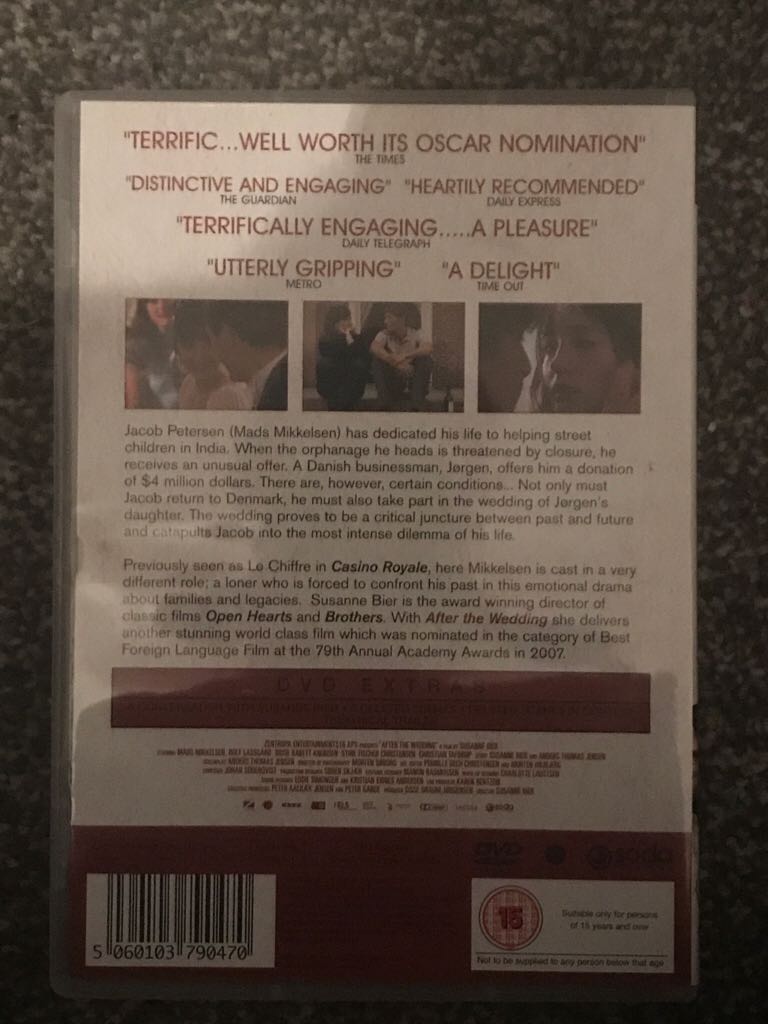 "TERRIFIC...WELL WORTH ITS OSCAR NOMINATION"
THE TIMES
"DISTINCTIVE AND ENGAGING" "HEARTILY RECOMMENDED"
THE GUARDIAN DAILY EXPRESS
"TERRIFICALLY ENGAGING.....A PLEASURE"
DAILY TELEGRAPH
"UTTERLY GRIPPING" "A DELIGHT"
METRO TIME OUT
Jacob Petersen (Mads Mikkelsen) has dedicated his life to helping street
children in India. When the orphanage he heads is threatened by closure, he
receives an unusual offer. A Danish businessman, Jørgen, offers him a donation
of $4 million dollars. There are, however, certain conditions... Not only must
Jacob return to Denmark, he must also take part in the wedding of Jørgen's
daughter. The wedding proves to be a critical juncture between past and future
and catapults Jacob into the most intense dilemma of his life.
Previously seen as Le Chiffre in Casino Royale, here Mikkelsen is cast in a very
different role; a loner who is forced to confront his past in this emotional drama
about families and legacies. Susanne Bier is the award winning director of
classic films Open Hearts and Brothers. With After the Wedding she delivers
another stunning world class film which was nominated in the category of Best
Foreign Language Film at the 79th Annual Academy Awards in 2007.
DVD EXTRAS
"AFTER THE WEDDING" A FILM BY SUSANNE BIER
DVD soda
15
Suitable only for persons
of 15 years and over
Not to be supplied to any person below that age
5 060103 790470